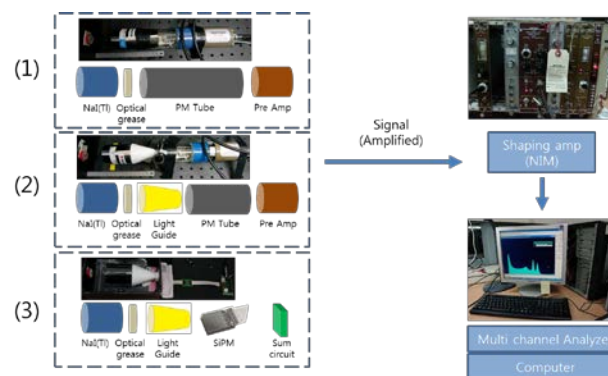 (1)
NaI(Tl) Optical grease PM Tube Pre Amp
(2)
NaI(Tl) Optical grease Light Guide PM Tube Pre Amp
(3)
NaI(Tl) Optical grease Light Guide SiPM Sum circuit
Signal
(Amplified)
Shaping amp
(NIM)
Multi channel Analyze
Computer